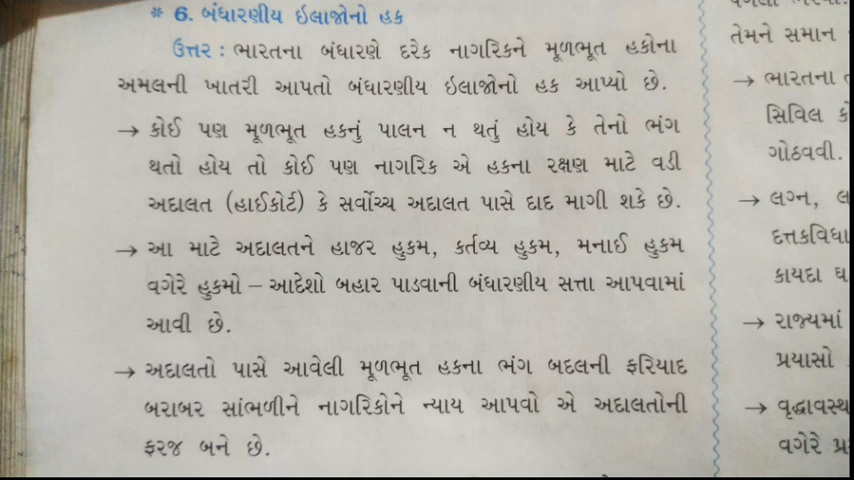 * 6. બંધારણીય ઇલાજોનો હક
ઉત્તર : ભારતના બંધારણે દરેક નાગરિકને મૂળભૂત હકોના
અમલની ખાતરી આપતો બંધારણીય ઇલાજોનો હક આપ્યો છે.
→ કોઈ પણ મૂળભૂત હકનું પાલન ન થતું હોય કે તેનો ભંગ
થતો હોય તો કોઈ પણ નાગરિક એ હકના રક્ષણ માટે વડી
અદાલત (હાઈકોર્ટ) કે સર્વોચ્ચ અદાલત પાસે દાદ માગી શકે છે.
→ આ માટે અદાલતને હાજર હુકમ, કર્તવ્ય હુકમ, મનાઈ હુકમ
વગેરે હુકમો – આદેશો બહાર પાડવાની બંધારણીય સત્તા આપવામાં
આવી છે.
→ અદાલતો પાસે આવેલી મૂળભૂત હકના ભંગ બદલની ફરિયાદ
બરાબર સાંભળીને નાગરિકોને ન્યાય આપવો એ અદાલતોની
ફરજ બને છે.
તેમને સમાન
→ ભારતના
સિવિલ
ગોઠવવી.
→ લગ્ન,
દત્તકવિધા
કાયદા ઘ
→ રાજ્યમાં
પ્રયાસો
→ વૃદ્ધાવસ્થ
વગેરે પ્ર